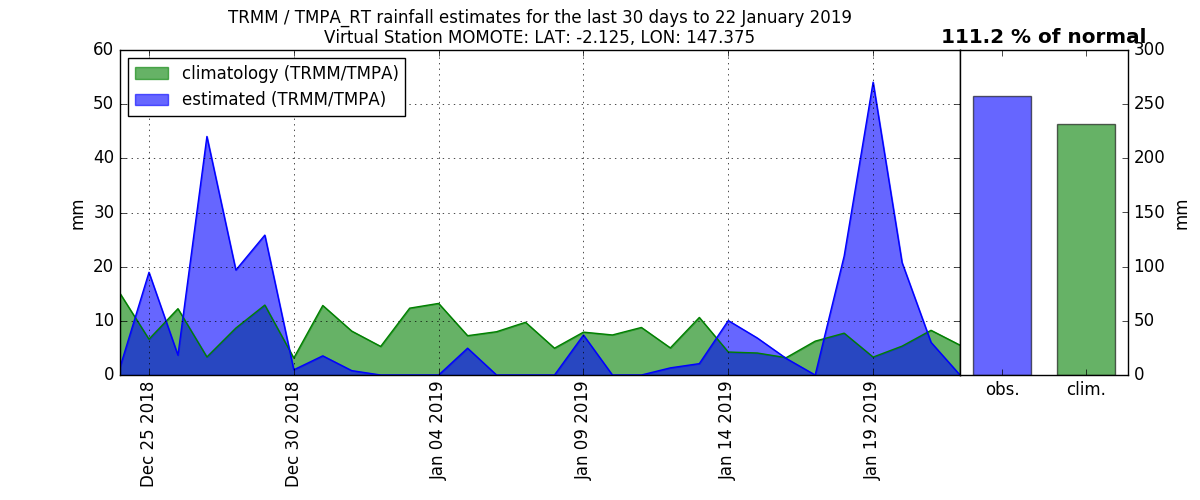 TRMM / TMPA_RT rainfall estimates for the last 30 days to 22 January 2019
Virtual Station MOMOTE: LAT: -2.125, LON: 147.375
111.2 % of normal
climatology (TRMM/TMPA)
estimated (TRMM/TMPA)
60
50
40
30
20
10
0
mm
300
250
200
150
100
50
0
mm
Dec 25 2018
Dec 30 2018
Jan 04 2019
Jan 09 2019
Jan 14 2019
Jan 19 2019
obs.
clim.